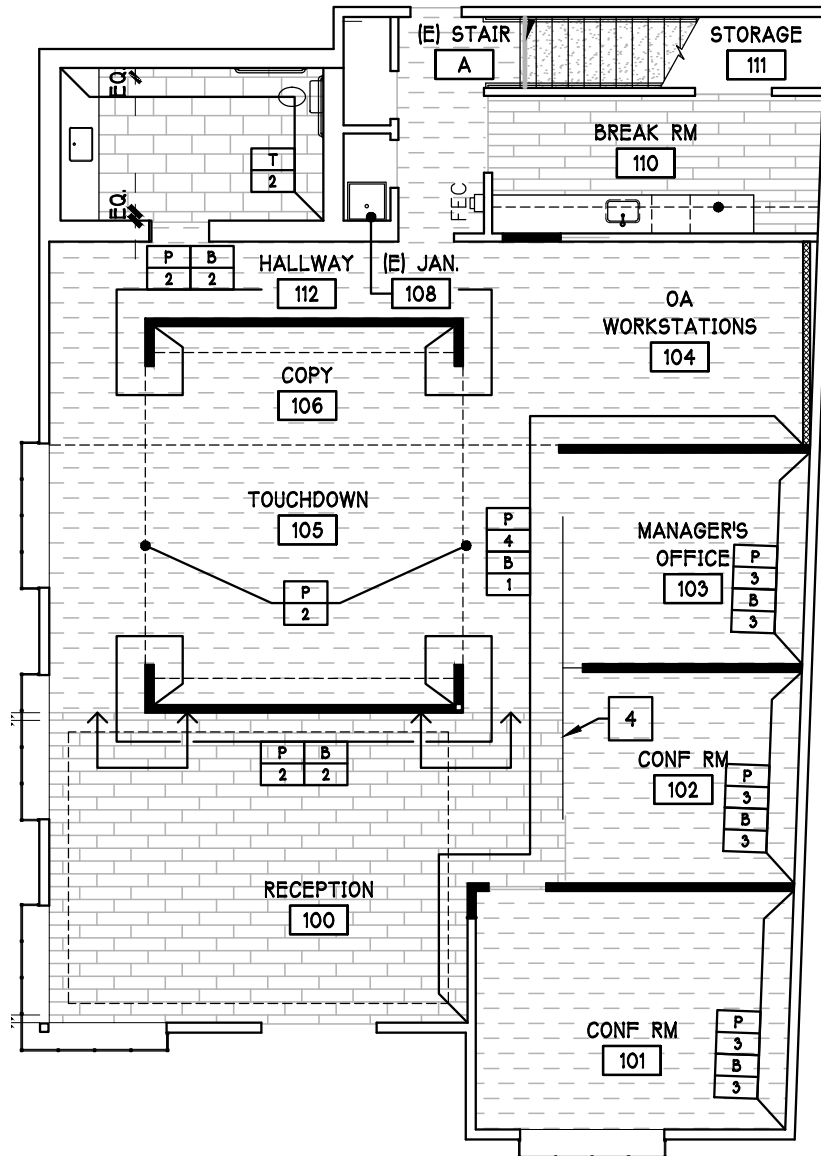 (E) STAIR
A
STORAGE
111
EQ.
BREAK RM
110
T
2
EQ.
FEC
P B
2 2
HALLWAY
112
(E) JAN.
108
OA
WORKSTATIONS
104
COPY
106
TOUCHDOWN
105
P
4
B
1
MANAGER'S
OFFICE
103
P
3
B
3
P
2
4
CONF RM
102
P
3
B
3
P B
2 2
RECEPTION
100
CONF RM
101
P
3
B
3